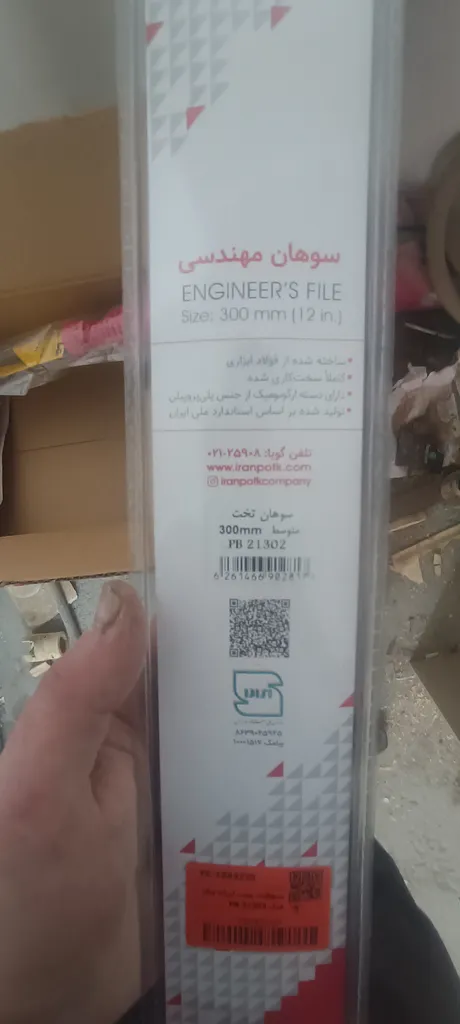 سوهان مهندسی
ENGINEER'S FILE
Size: 300 mm (12 in.)
• ساخته شده از فولاد ابزاری
• کاملاً سخت‌کاری شده
• دارای دسته ارگونومیک از جنس پلی‌پروپیلن
• تولید شده بر اساس استاندارد ملی ایران
تلفن گویا: ۰۲۱-۲۵۹۰۸
www.iranpotk.com
iranpotkcompany
سوهان تخت
متوسط 300mm
PB 21302